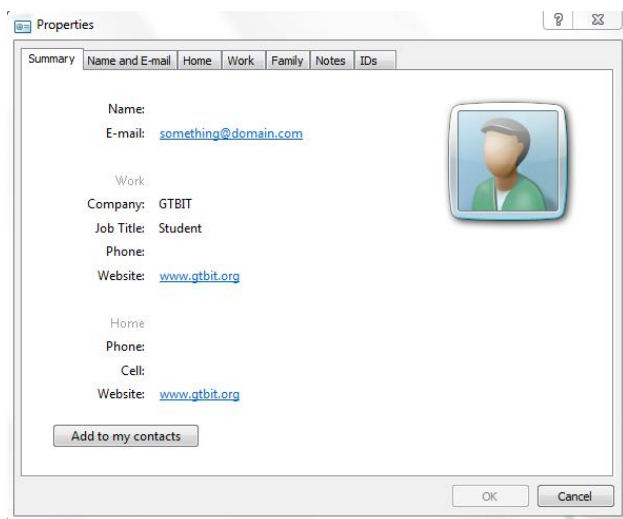 Properties
Summary Name and E-mail Home Work Family Notes IDs
Name:
E-mail: something@domain.com
Work
Company: GTBIT
Job Title: Student
Phone:
Website: www.gtbit.org
Home
Phone:
Cell:
Website: www.gtbit.org
Add to my contacts
OK Cancel